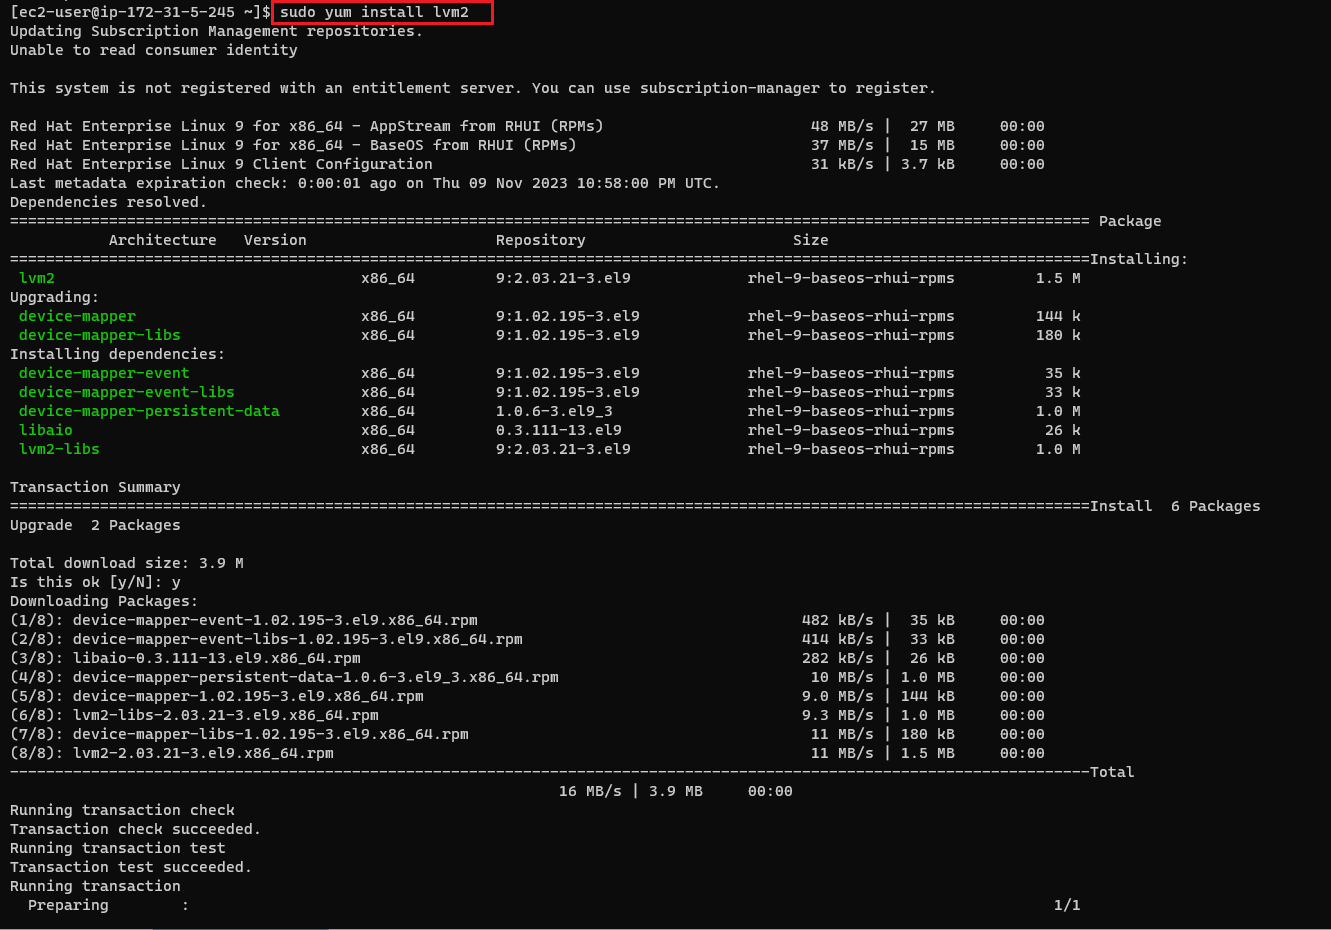 [ec2-user@ip-172-31-5-245 ~]$ sudo yum install lvm2
Updating Subscription Management repositories.
Unable to read consumer identity
This system is not registered with an entitlement server. You can use subscription-manager to register.
Red Hat Enterprise Linux 9 for x86_64 - AppStream from RHUI (RPMs) 48 MB/s | 27 MB 00:00
Red Hat Enterprise Linux 9 for x86_64 - BaseOS from RHUI (RPMs) 37 MB/s | 15 MB 00:00
Red Hat Enterprise Linux 9 Client Configuration 31 kB/s | 3.7 kB 00:00
Last metadata expiration check: 0:00:01 ago on Thu 09 Nov 2023 10:58:00 PM UTC.
Dependencies resolved.
======================================================================================================================== Package
Architecture Version Repository Size
========================================================================================================================Installing:
lvm2 x86_64 9:2.03.21-3.el9 rhel-9-baseos-rhui-rpms 1.5 M
Upgrading:
device-mapper x86_64 9:1.02.195-3.el9 rhel-9-baseos-rhui-rpms 144 k
device-mapper-libs x86_64 9:1.02.195-3.el9 rhel-9-baseos-rhui-rpms 180 k
Installing dependencies:
device-mapper-event x86_64 9:1.02.195-3.el9 rhel-9-baseos-rhui-rpms 35 k
device-mapper-event-libs x86_64 9:1.02.195-3.el9 rhel-9-baseos-rhui-rpms 33 k
device-mapper-persistent-data x86_64 1.0.6-3.el9_3 rhel-9-baseos-rhui-rpms 1.0 M
libaio x86_64 0.3.111-13.el9 rhel-9-baseos-rhui-rpms 26 k
lvm2-libs x86_64 9:2.03.21-3.el9 rhel-9-baseos-rhui-rpms 1.0 M
Transaction Summary
========================================================================================================================Install 6 Packages
Upgrade 2 Packages
Total download size: 3.9 M
Is this ok [y/N]: y
Downloading Packages:
(1/8): device-mapper-event-1.02.195-3.el9.x86_64.rpm 482 kB/s | 35 kB 00:00
(2/8): device-mapper-event-libs-1.02.195-3.el9.x86_64.rpm 414 kB/s | 33 kB 00:00
(3/8): libaio-0.3.111-13.el9.x86_64.rpm 282 kB/s | 26 kB 00:00
(4/8): device-mapper-persistent-data-1.0.6-3.el9_3.x86_64.rpm 10 MB/s | 1.0 MB 00:00
(5/8): device-mapper-1.02.195-3.el9.x86_64.rpm 9.0 MB/s | 144 kB 00:00
(6/8): lvm2-libs-2.03.21-3.el9.x86_64.rpm 9.3 MB/s | 1.0 MB 00:00
(7/8): device-mapper-libs-1.02.195-3.el9.x86_64.rpm 11 MB/s | 180 kB 00:00
(8/8): lvm2-2.03.21-3.el9.x86_64.rpm 11 MB/s | 1.5 MB 00:00
------------------------------------------------------------------------------------------------------------------------Total
16 MB/s | 3.9 MB 00:00
Running transaction check
Transaction check succeeded.
Running transaction test
Transaction test succeeded.
Running transaction
Preparing : 1/1